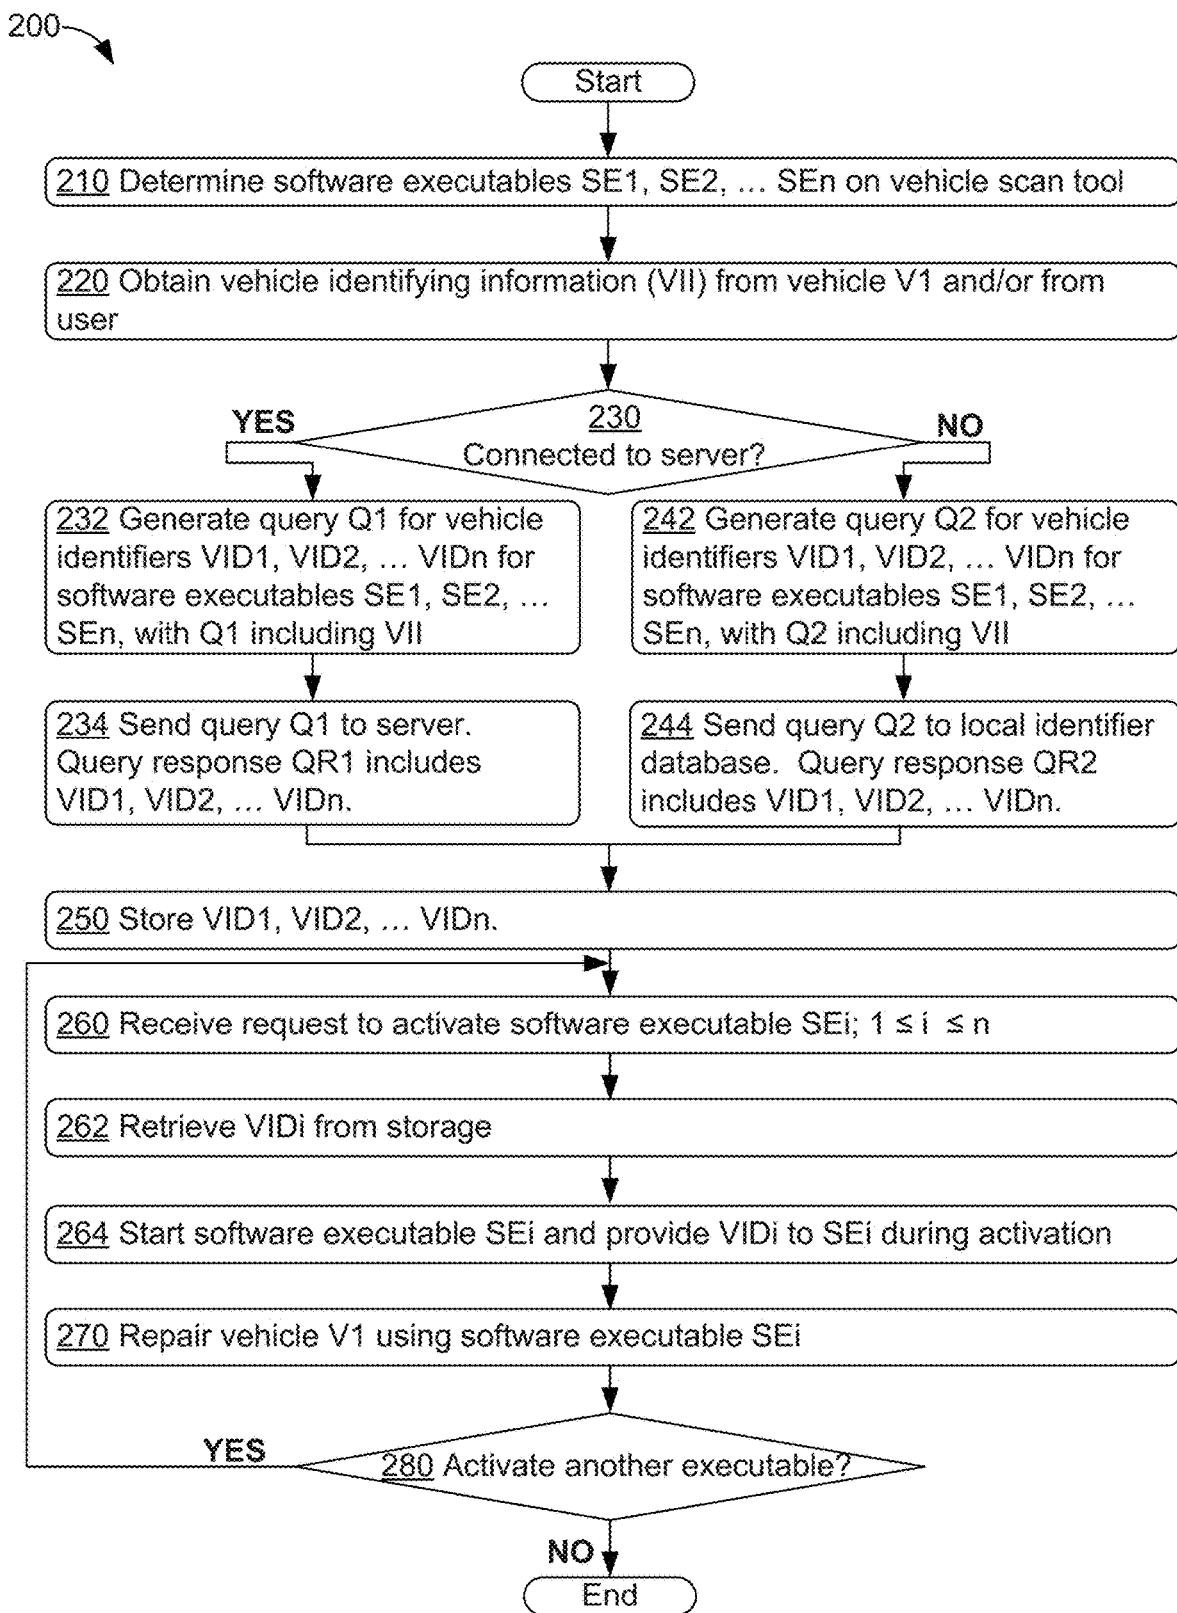 200
Start
210 Determine software executables SE1, SE2, ... SEn on vehicle scan tool
220 Obtain vehicle identifying information (VII) from vehicle V1 and/or from
user
YES
230
NO
Connected to server?
232 Generate query Q1 for vehicle
identifiers VID1, VID2, ... VIDn for
software executables SE1, SE2, ...
SEn, with Q1 including VII
242 Generate query Q2 for vehicle
identifiers VID1, VID2, ... VIDn for
software executables SE1, SE2, ...
SEn, with Q2 including VII
234 Send query Q1 to server.
Query response QR1 includes
VID1, VID2, ... VIDn.
244 Send query Q2 to local identifier
database.  Query response QR2
includes VID1, VID2, ... VIDn.
250 Store VID1, VID2, ... VIDn.
260 Receive request to activate software executable SEi; 1 ≤ i ≤ n
262 Retrieve VIDi from storage
264 Start software executable SEi and provide VIDi to SEi during activation
270 Repair vehicle V1 using software executable SEi
YES
280 Activate another executable?
NO
End